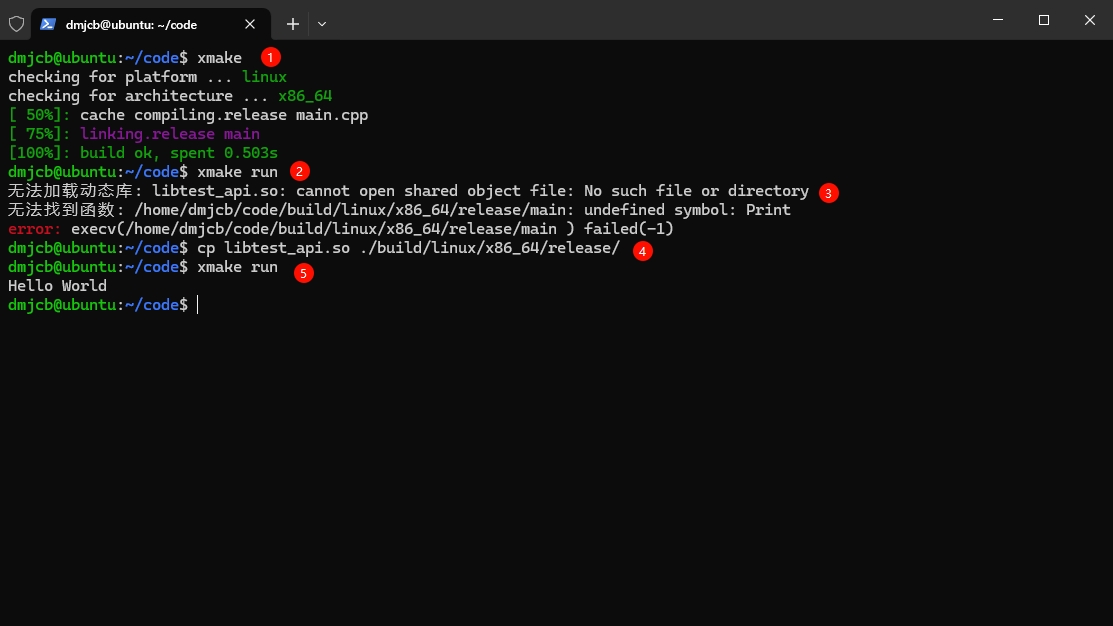 dmjcb@ubuntu: ~/code
dmjcb@ubuntu:~/code$ xmake 1
checking for platform ... linux
checking for architecture ... x86_64
[ 50%]: cache compiling.release main.cpp
[ 75%]: linking.release main
[100%]: build ok, spent 0.503s
dmjcb@ubuntu:~/code$ xmake run 2
无法加载动态库: libtest_api.so: cannot open shared object file: No such file or directory 3
无法找到函数: /home/dmjcb/code/build/linux/x86_64/release/main: undefined symbol: Print
error: execv(/home/dmjcb/code/build/linux/x86_64/release/main ) failed(-1)
dmjcb@ubuntu:~/code$ cp libtest_api.so ./build/linux/x86_64/release/ 4
dmjcb@ubuntu:~/code$ xmake run 5
Hello World
dmjcb@ubuntu:~/code$